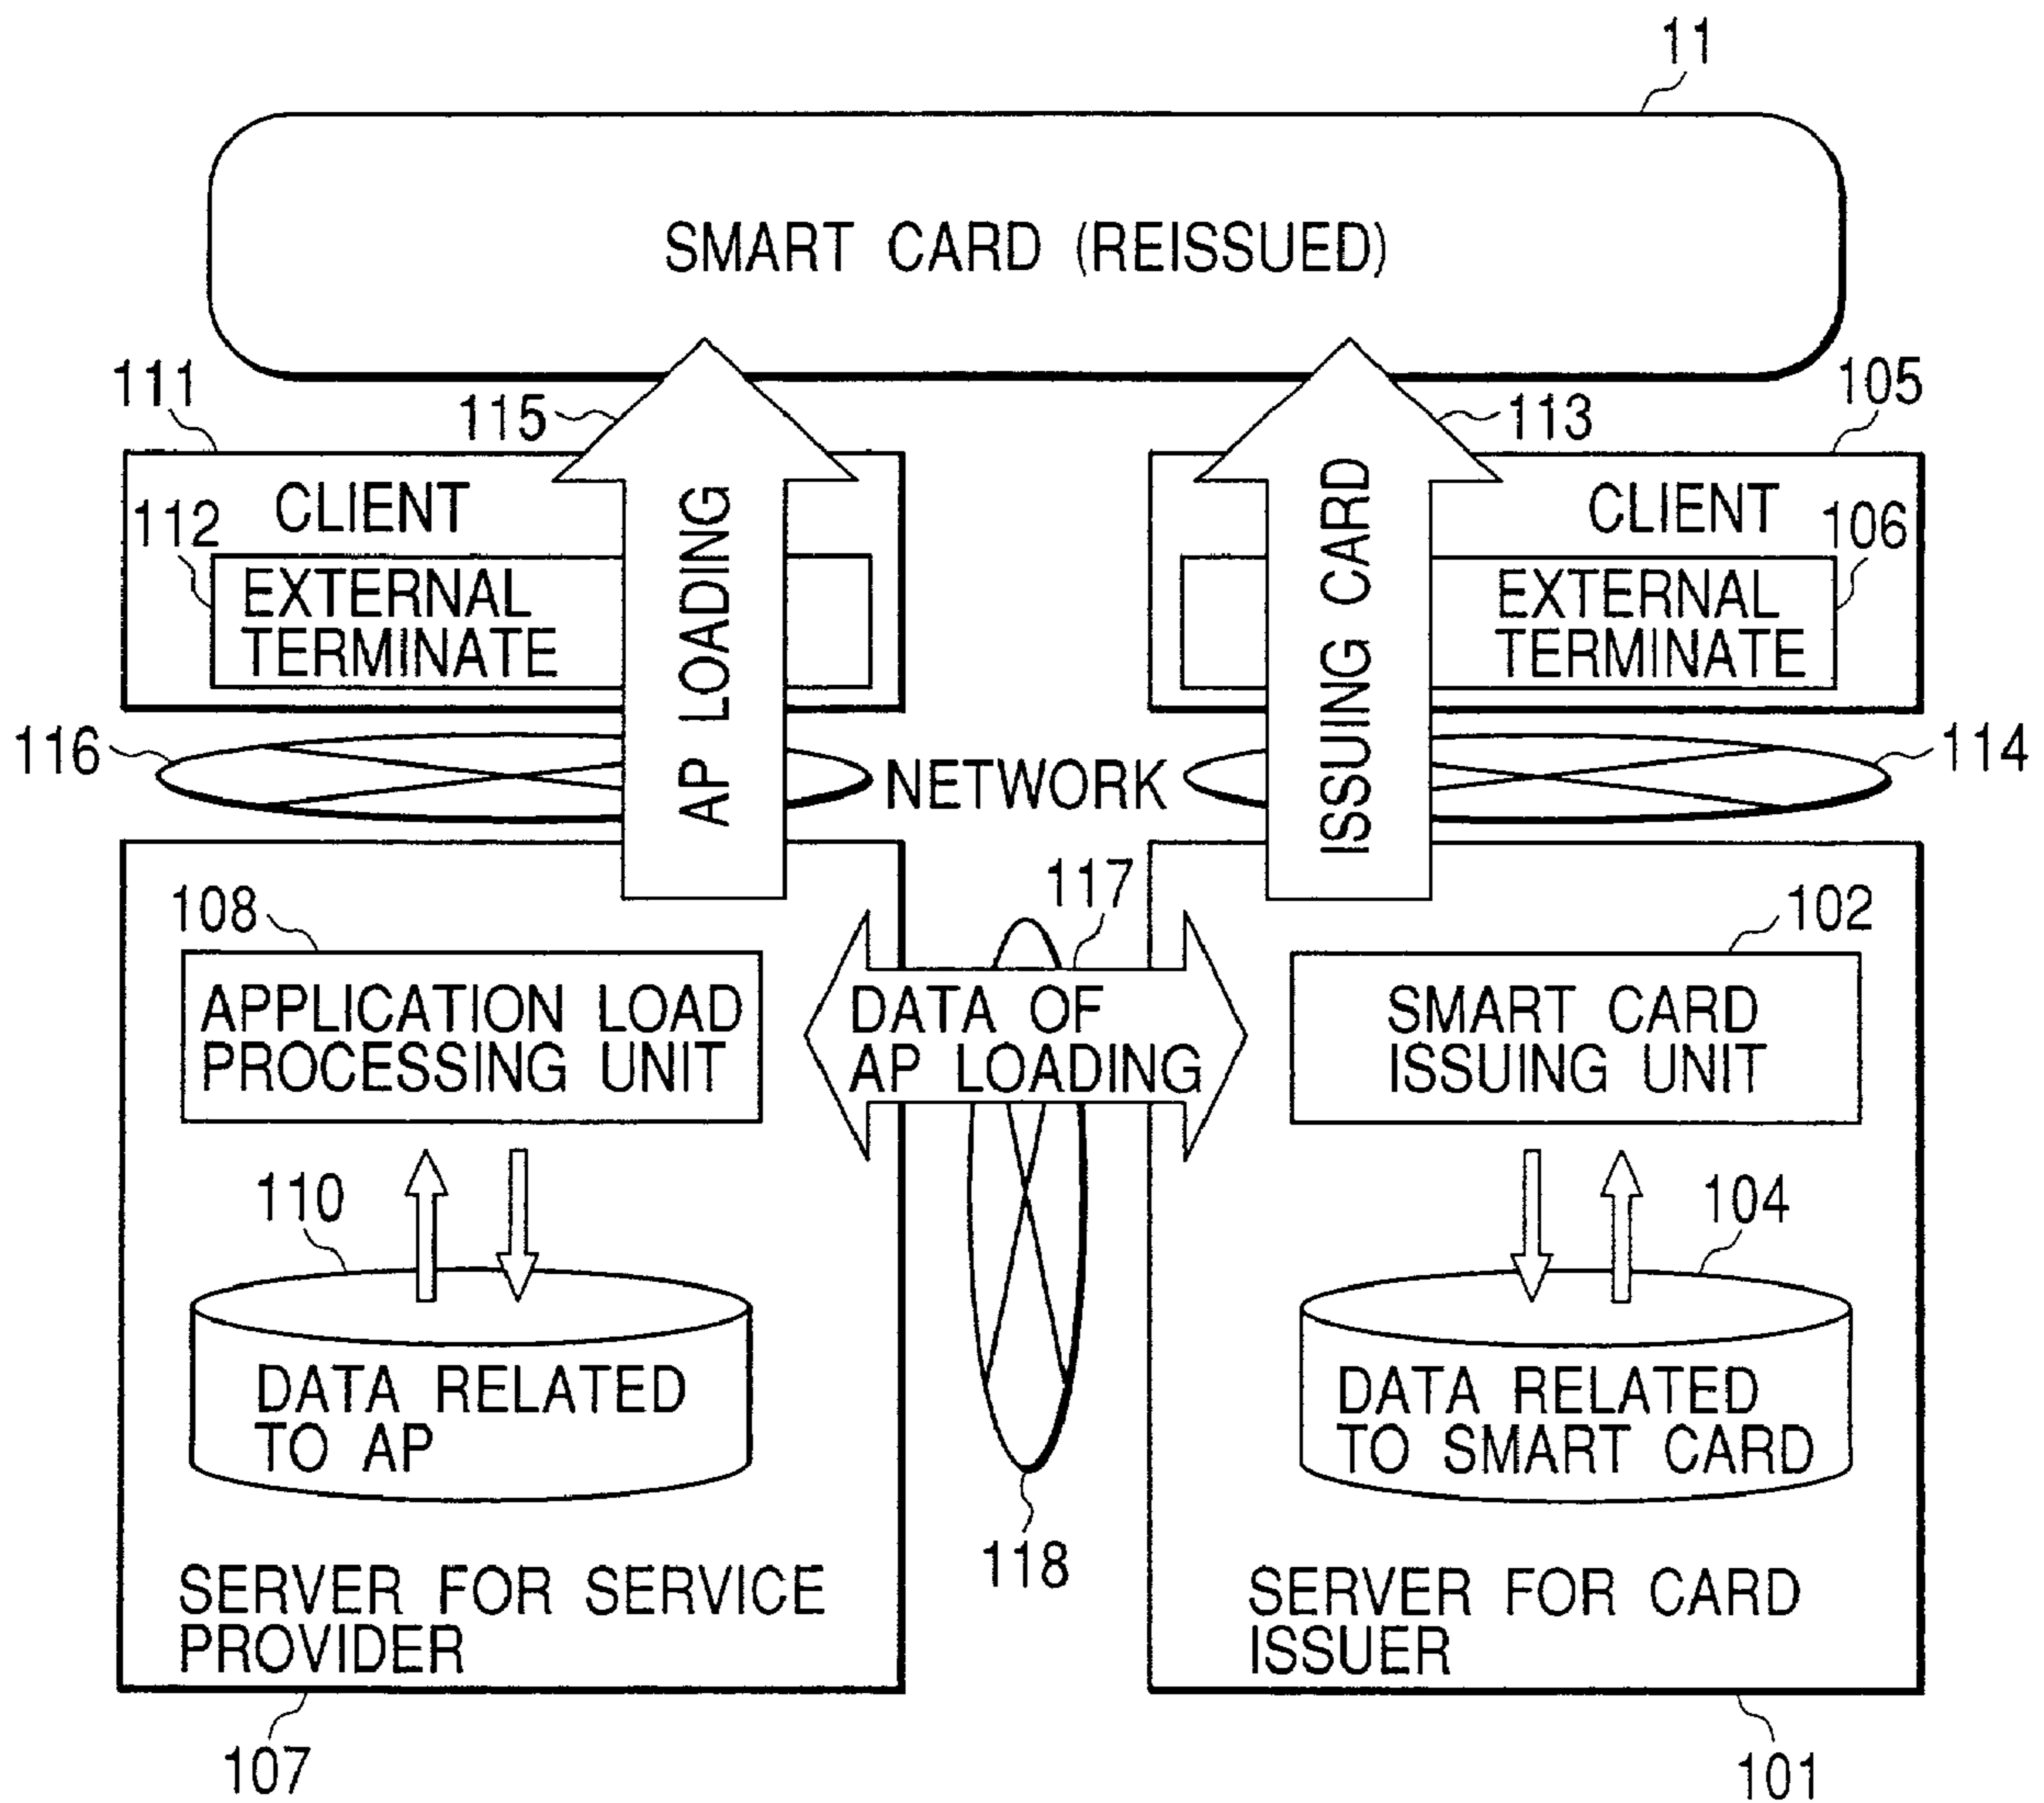 11
SMART CARD (REISSUED)
111
115
113
105
CLIENT
CLIENT
112
106
EXTERNAL
TERMINATE
EXTERNAL
TERMINATE
AP LOADING
ISSUING CARD
116
NETWORK
114
108
117
102
APPLICATION LOAD
PROCESSING UNIT
DATA OF
AP LOADING
SMART CARD
ISSUING UNIT
110
104
DATA RELATED
TO AP
DATA RELATED
TO SMART CARD
118
SERVER FOR SERVICE
PROVIDER
SERVER FOR CARD
ISSUER
107
101